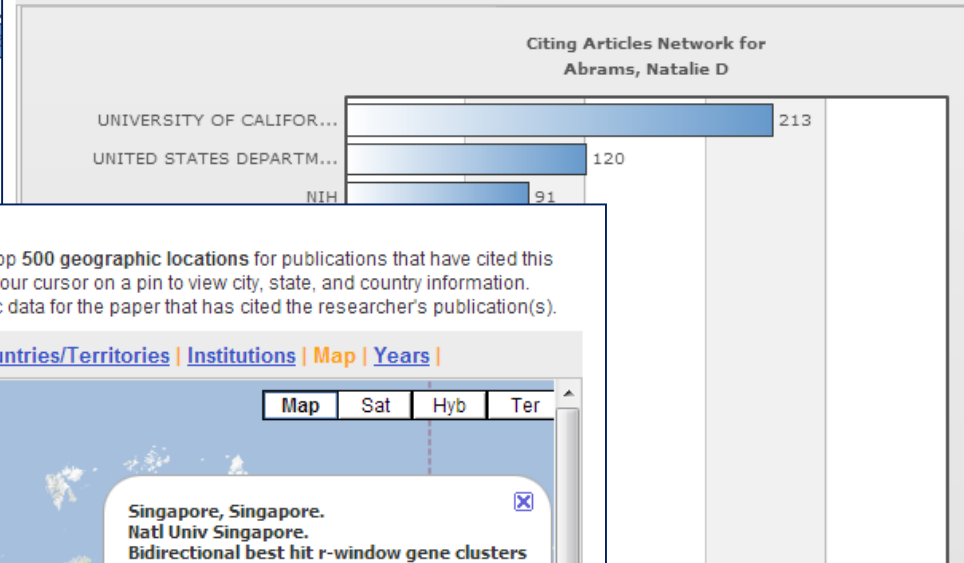 Citing Articles Network for
Abrams, Natalie D
UNIVERSITY OF CALIFOR... 213
UNITED STATES DEPARTM... 120
NIH 91
500 geographic locations for publications that have cited this
our cursor on a pin to view city, state, and country information.
data for the paper that has cited the researcher's publication(s).
untries/Territories | Institutions | Map | Years |
Map Sat Hyb Ter
Singapore, Singapore.
Natl Univ Singapore.
Bidirectional best hit r-window gene clusters